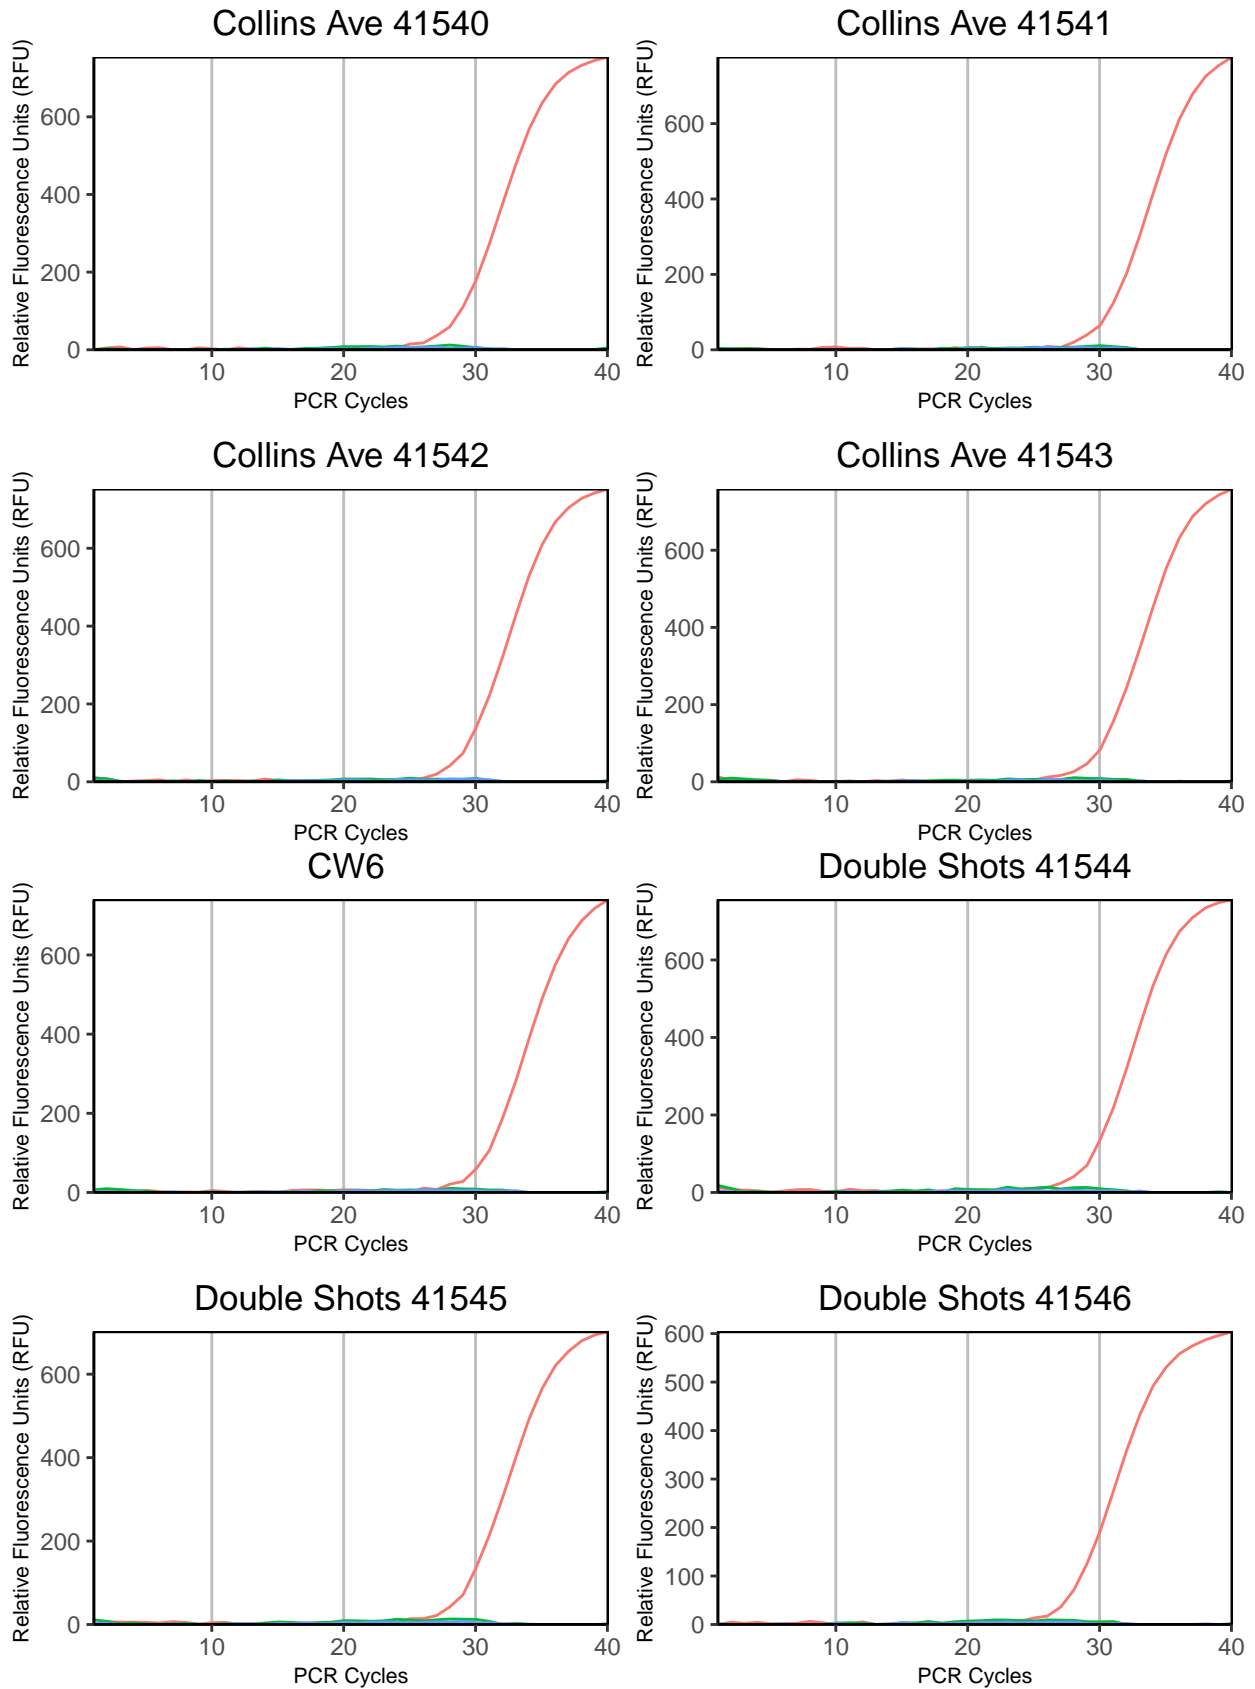 Collins Ave 41540
Relative Fluorescence Units (RFU)
600
400
200
0
10
20
30
40
PCR Cycles
Collins Ave 41541
Relative Fluorescence Units (RFU)
600
400
200
0
10
20
30
40
PCR Cycles
Collins Ave 41542
Relative Fluorescence Units (RFU)
600
400
200
0
10
20
30
40
PCR Cycles
Collins Ave 41543
Relative Fluorescence Units (RFU)
600
400
200
0
10
20
30
40
PCR Cycles
CW6
Relative Fluorescence Units (RFU)
600
400
200
0
10
20
30
40
PCR Cycles
Double Shots 41544
Relative Fluorescence Units (RFU)
600
400
200
0
10
20
30
40
PCR Cycles
Double Shots 41545
Relative Fluorescence Units (RFU)
600
400
200
0
10
20
30
40
PCR Cycles
Double Shots 41546
Relative Fluorescence Units (RFU)
600
500
400
300
200
100
0
10
20
30
40
PCR Cycles